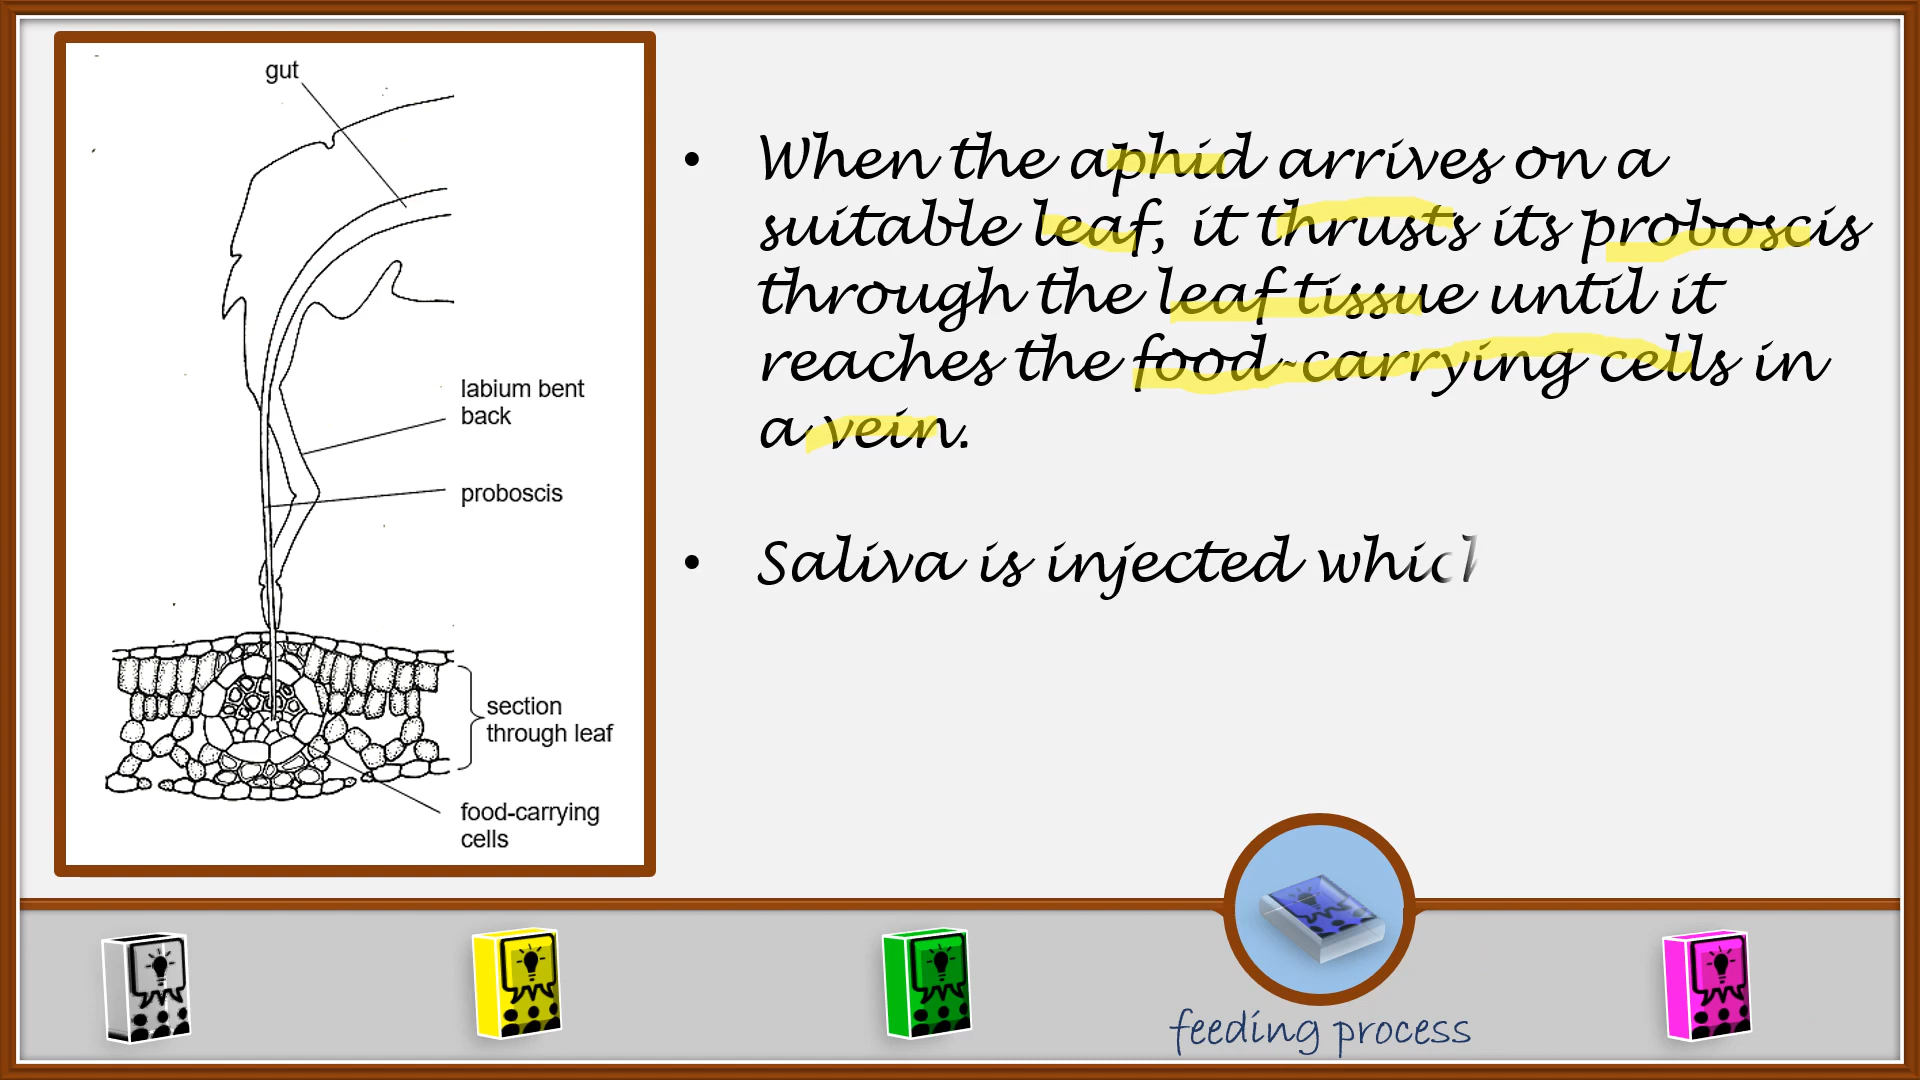 gut
labium bent
back
proboscis
section
through leaf
food-carrying
cells
• When the aphid arrives on a
suitable leaf, it thrusts its proboscis
through the leaf tissue until it
reaches the food-carrying cells in
a vein.
• Saliva is injected which
feeding process